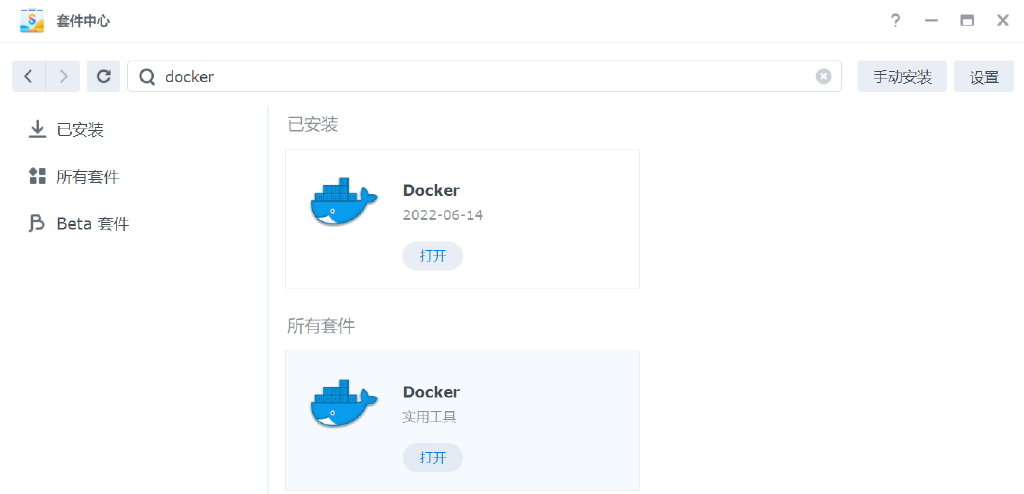 套件中心
docker
手动安装
设置
已安装
所有套件
Beta 套件
已安装
Docker
2022-06-14
打开
所有套件
Docker
实用工具
打开